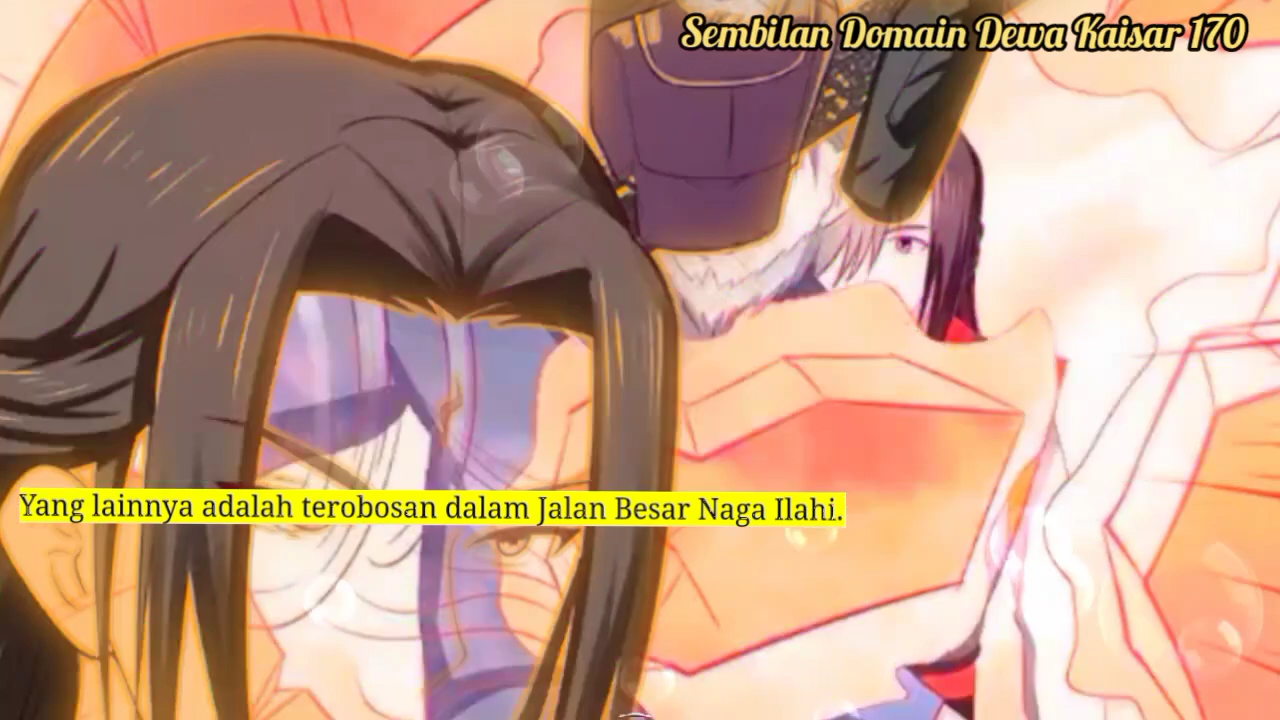 Sembilan Domain Dewa Kaisar 170
Yang lainnya adalah terobosan dalam Jalan Besar Naga Ilahi.